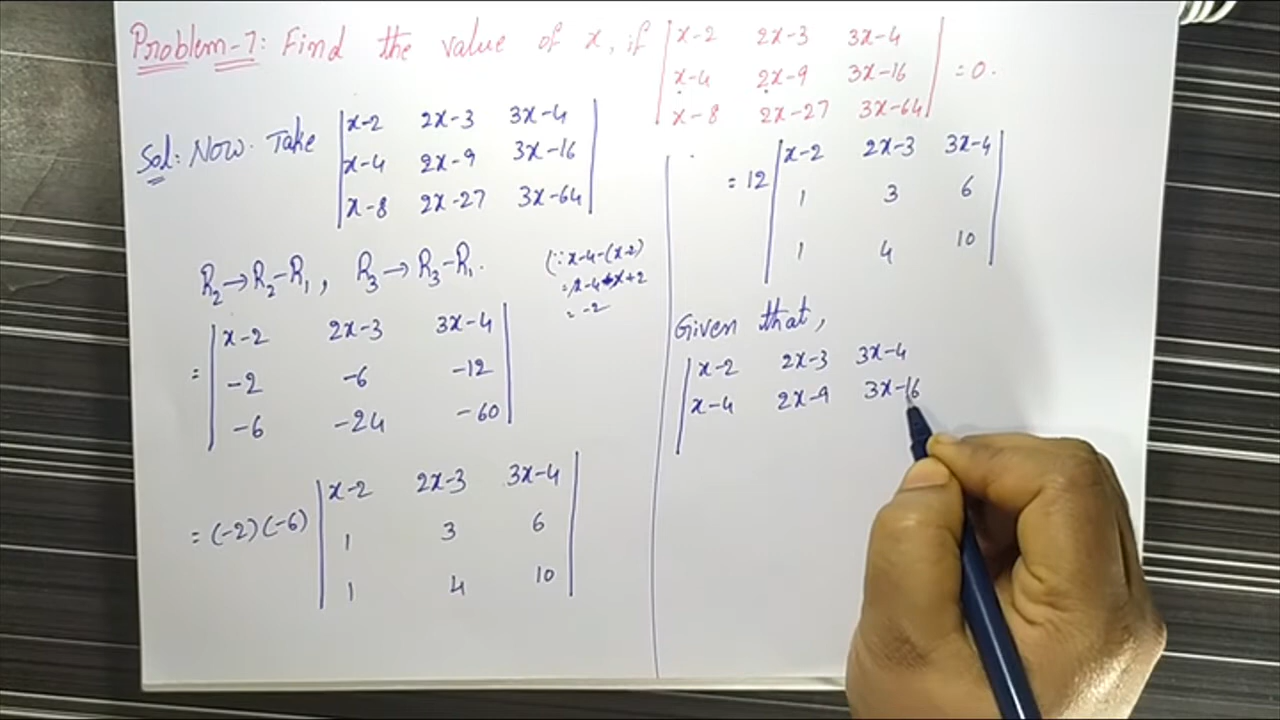 Problem-7: Find the value of x, if | x-2 2x-3 3x-4 |
| x-4 2x-9 3x-16 | = 0.
| x-8 2x-27 3x-64 |
Sol: Now Take | x-2 2x-3 3x-4 |
| x-4 2x-9 3x-16 |
| x-8 2x-27 3x-64 |
R₂→R₂-R₁, R₃→R₃-R₁.
(∵ x-4-(x-2)
= x-4-x+2
= -2
= | x-2 2x-3 3x-4 |
| -2 -6 -12 |
| -6 -24 -60 |
= (-2)(-6) | x-2 2x-3 3x-4 |
| 1 3 6 |
| 1 4 10 |
= 12 | x-2 2x-3 3x-4 |
| 1 3 6 |
| 1 4 10 |
Given that,
| x-2 2x-3 3x-4
| x-4 2x-9 3x-16